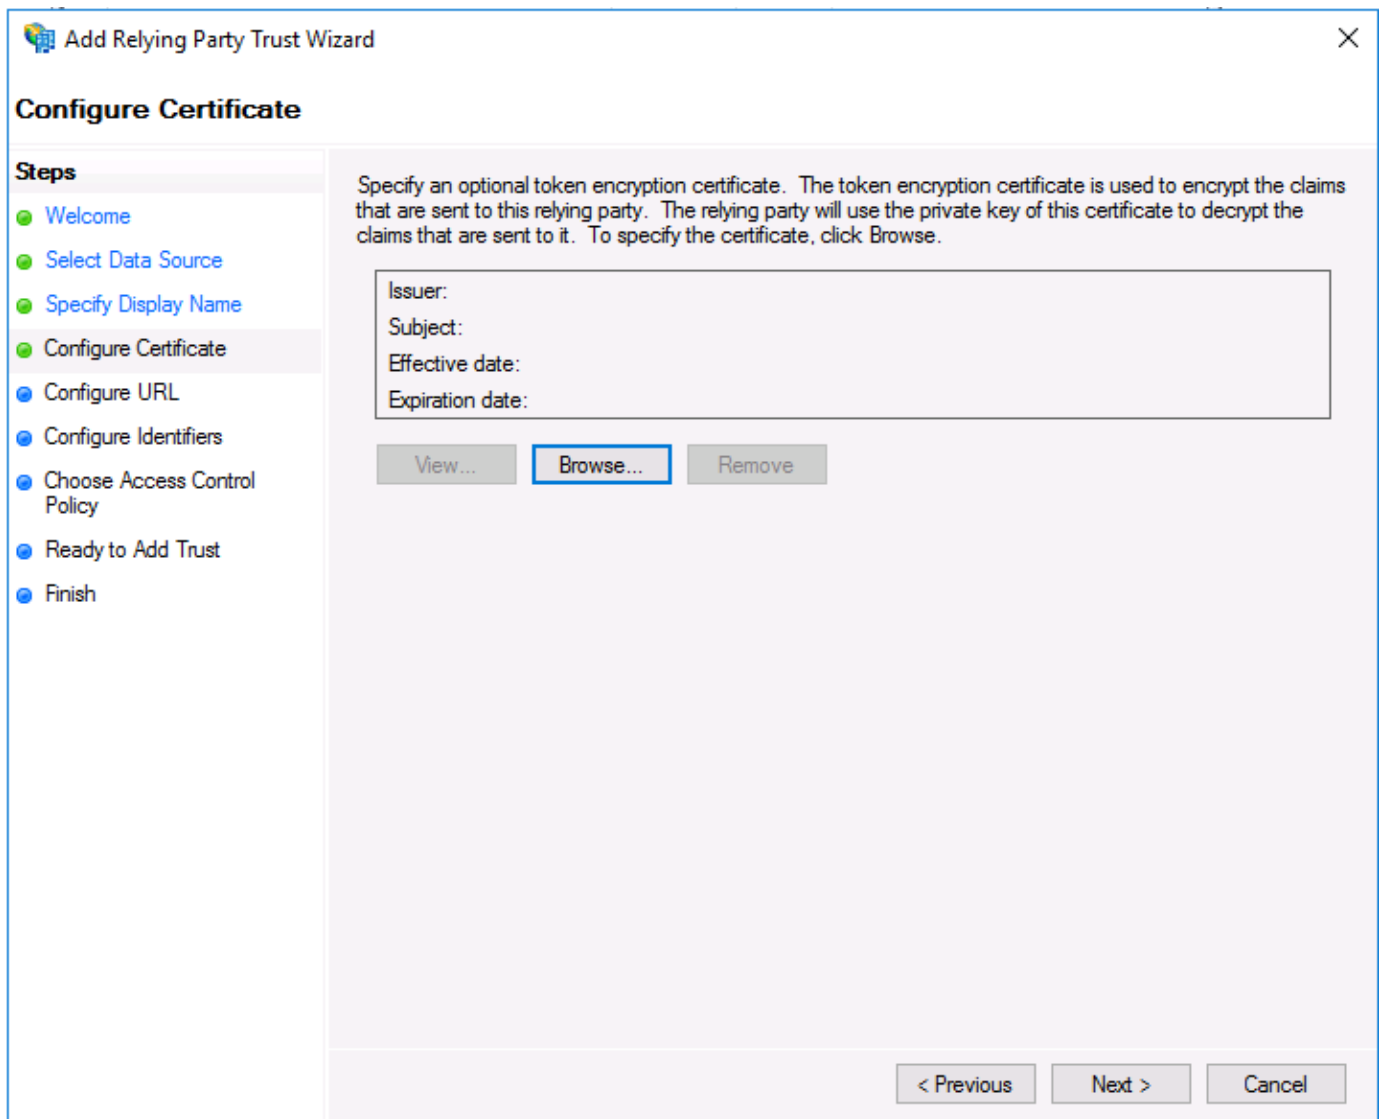 Add Relying Party Trust Wizard
Configure Certificate
Steps
Welcome
Select Data Source
Specify Display Name
Configure Certificate
Configure URL
Configure Identifiers
Choose Access Control
Policy
Ready to Add Trust
Finish
Specify an optional token encryption certificate.  The token encryption certificate is used to encrypt the claims
that are sent to this relying party.  The relying party will use the private key of this certificate to decrypt the
claims that are sent to it.  To specify the certificate, click Browse.
Issuer:
Subject:
Effective date:
Expiration date:
View... Browse... Remove
< Previous Next > Cancel